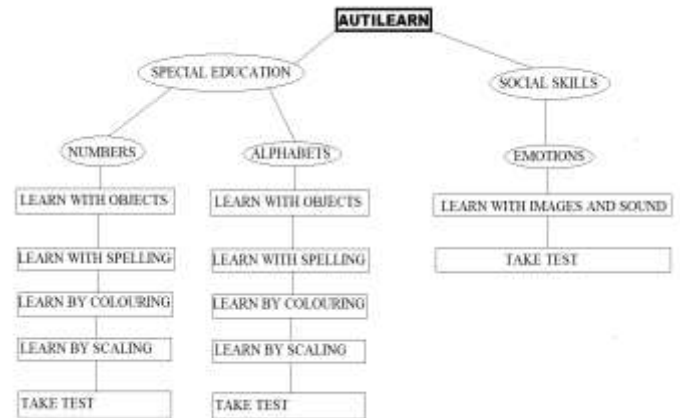 AUTILEARN
SPECIAL EDUCATION
SOCIAL SKILLS
NUMBERS
ALPHABETS
EMOTIONS
LEARN WITH OBJECTS
LEARN WITH SPELLING
LEARN BY COLOURING
LEARN BY SCALING
TAKE TEST
LEARN WITH OBJECTS
LEARN WITH SPELLING
LEARN BY COLOURING
LEARN BY SCALING
TAKE TEST
LEARN WITH IMAGES AND SOUND
TAKE TEST